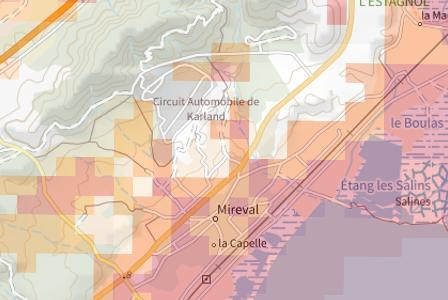 L'ESTAGNOL
la Ma
Circuit Automobile de
Karland
le Boulas
Étang les Salins
Salines
Mireval
la Capelle